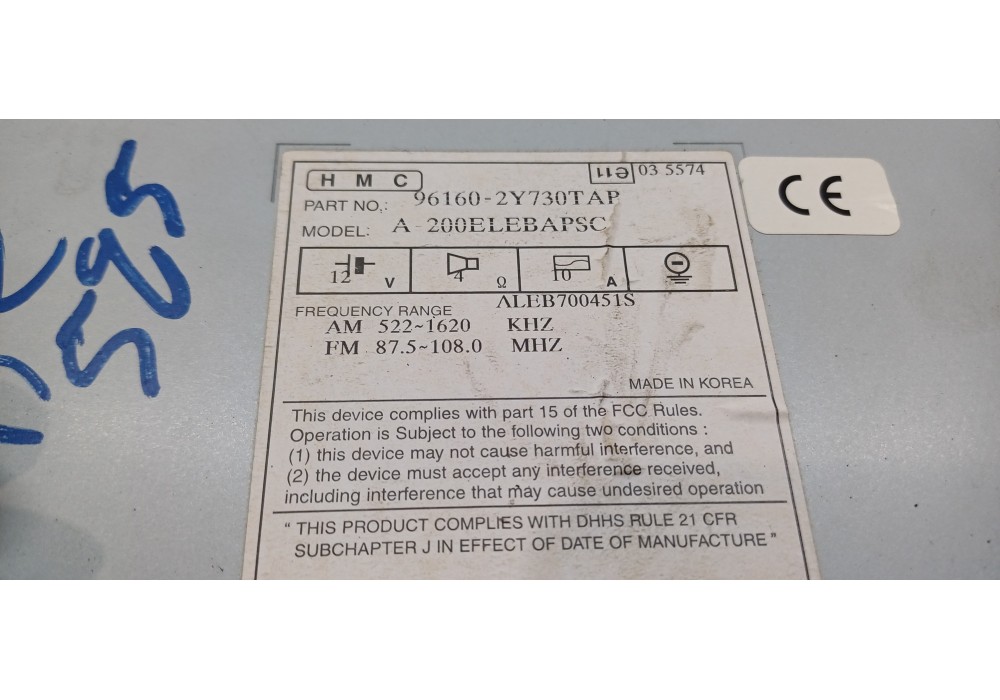 HMC
e11 03 5574
PART NO,: 96160-2Y730TAP
MODEL: A-200ELEBAPSC
12 V 4 Ω 10 A
ALEB700451S
FREQUENCY RANGE
AM 522~1620 KHZ
FM 87.5~108.0 MHZ
MADE IN KOREA
This device complies with part 15 of the FCC Rules.
Operation is Subject to the following two conditions :
(1) this device may not cause harmful interference, and
(2) the device must accept any interference received,
including interference that may cause undesired operation
“ THIS PRODUCT COMPLIES WITH DHHS RULE 21 CFR
SUBCHAPTER J IN EFFECT OF DATE OF MANUFACTURE ”
CE